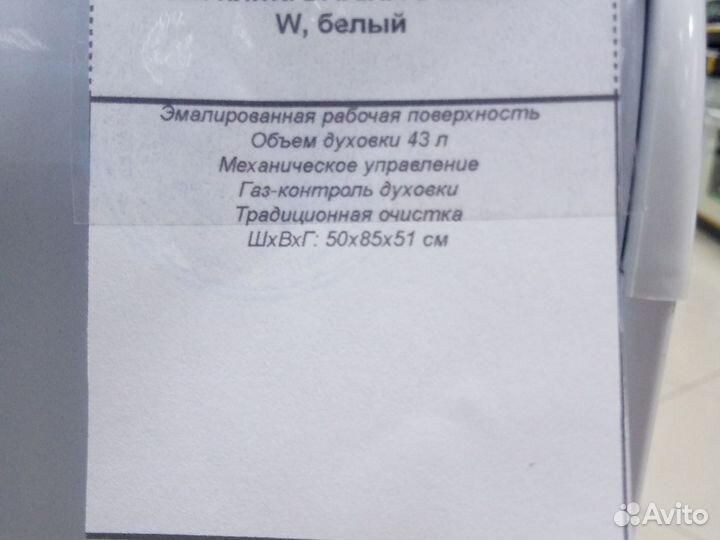 W, белый
Эмалированная рабочая поверхность
Объем духовки 43 л
Механическое управление
Газ-контроль духовки
Традиционная очистка
ШхВхГ: 50х85х51 см
Avito